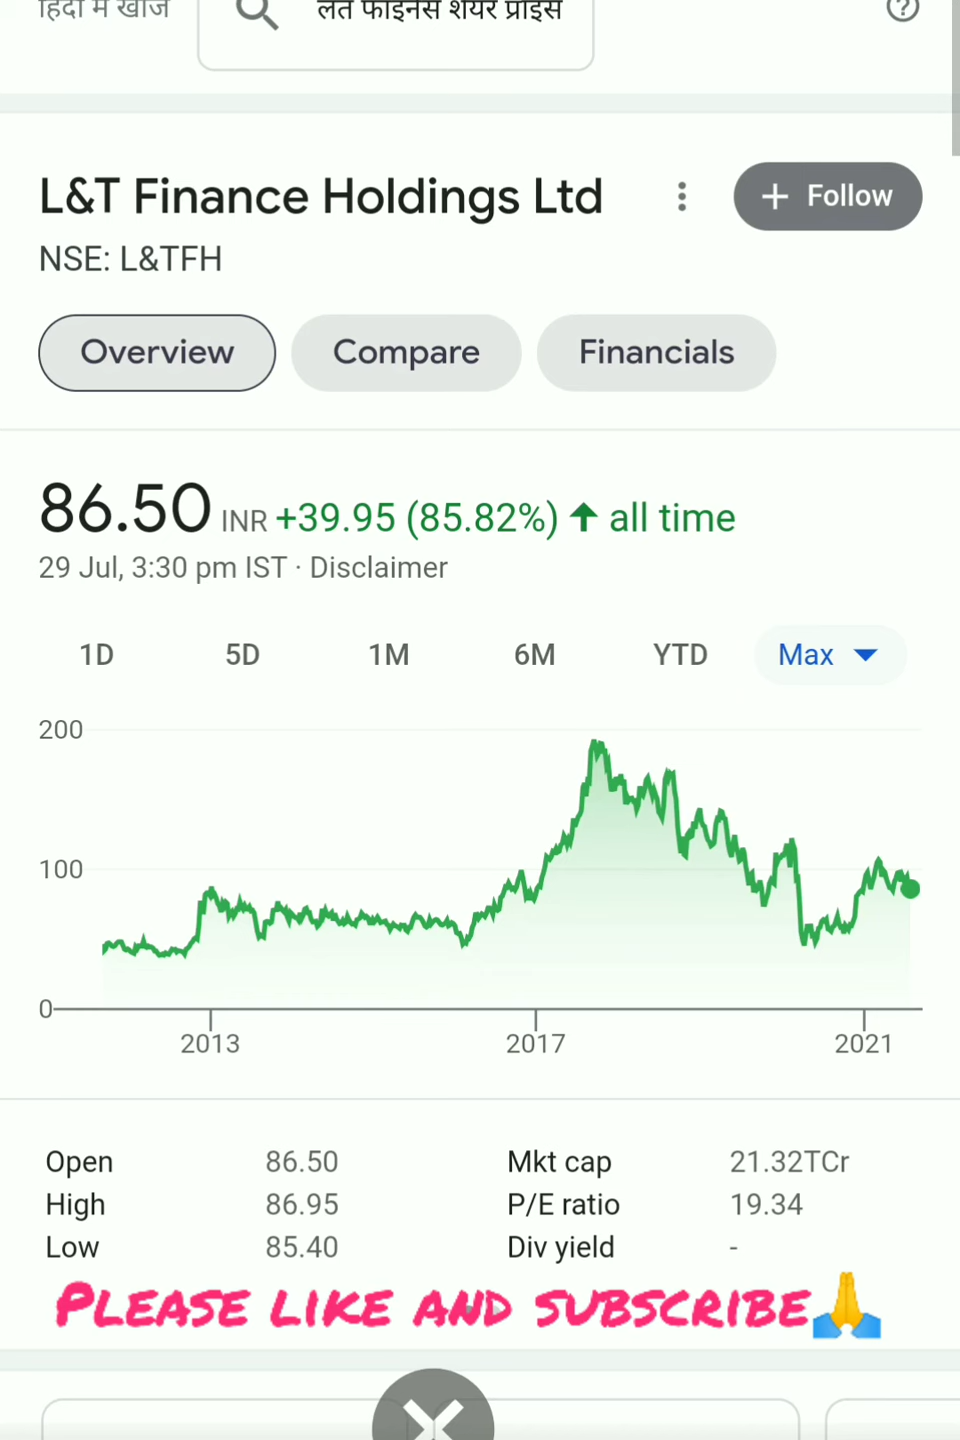 हिंदी में खोजें
लत फाइनेंस शेयर प्राइस
L&T Finance Holdings Ltd
+ Follow
NSE: L&TFH
Overview
Compare
Financials
86.50 INR +39.95 (85.82%) ↑ all time
29 Jul, 3:30 pm IST · Disclaimer
1D 5D 1M 6M YTD Max
200
100
0
2013 2017 2021
Open 86.50 Mkt cap 21.32TCr
High 86.95 P/E ratio 19.34
Low 85.40 Div yield -
PLEASE LIKE AND SUBSCRIBE🙏